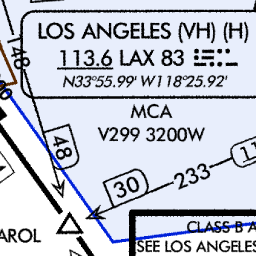 LOS ANGELES (VH) (H)
113.6 LAX 83
N33°55.99' W118°25.92'
48
MCA
V299 3200W
48
30
233
11
CLASS B A
AROL
SEE LOS ANGELES